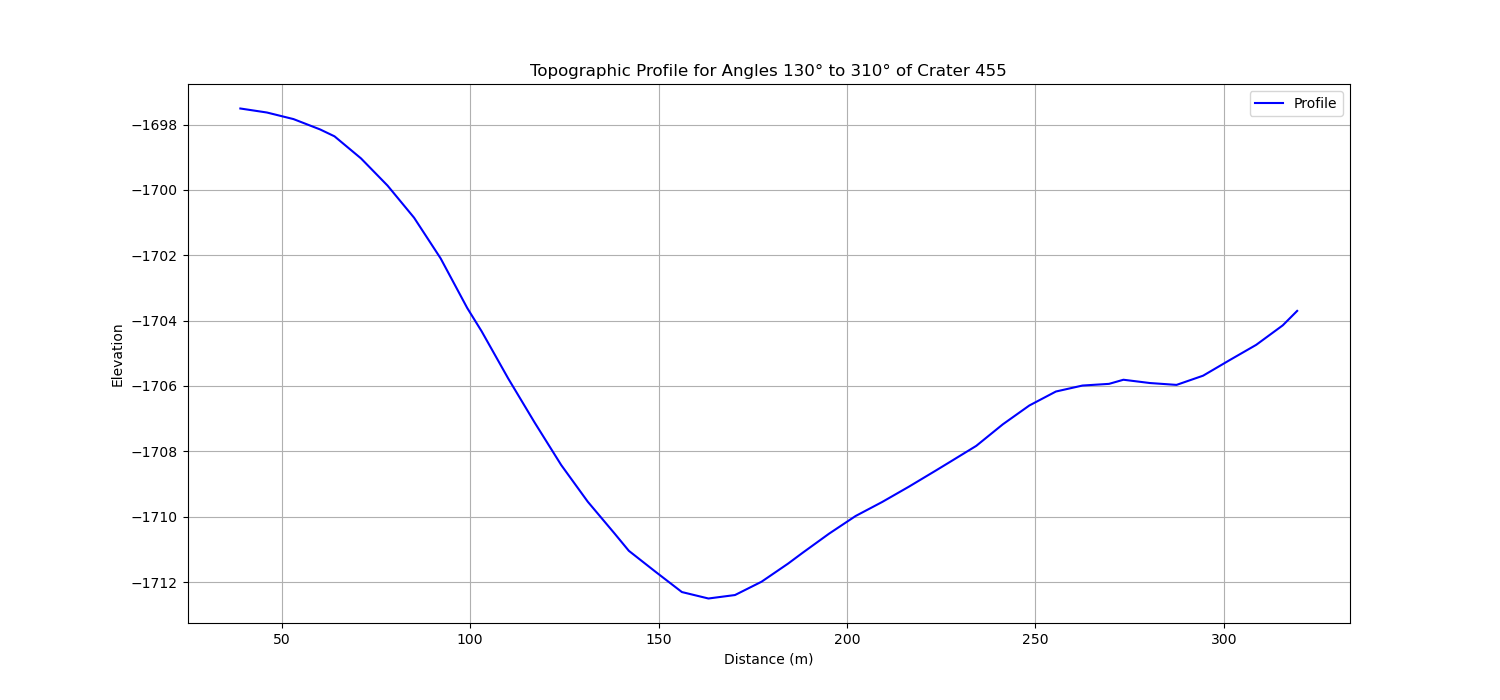 Topographic Profile for Angles 130° to 310° of Crater 455
Profile
−1698
−1700
−1702
−1704
−1706
−1708
−1710
−1712
Elevation
50 100 150 200 250 300
Distance (m)